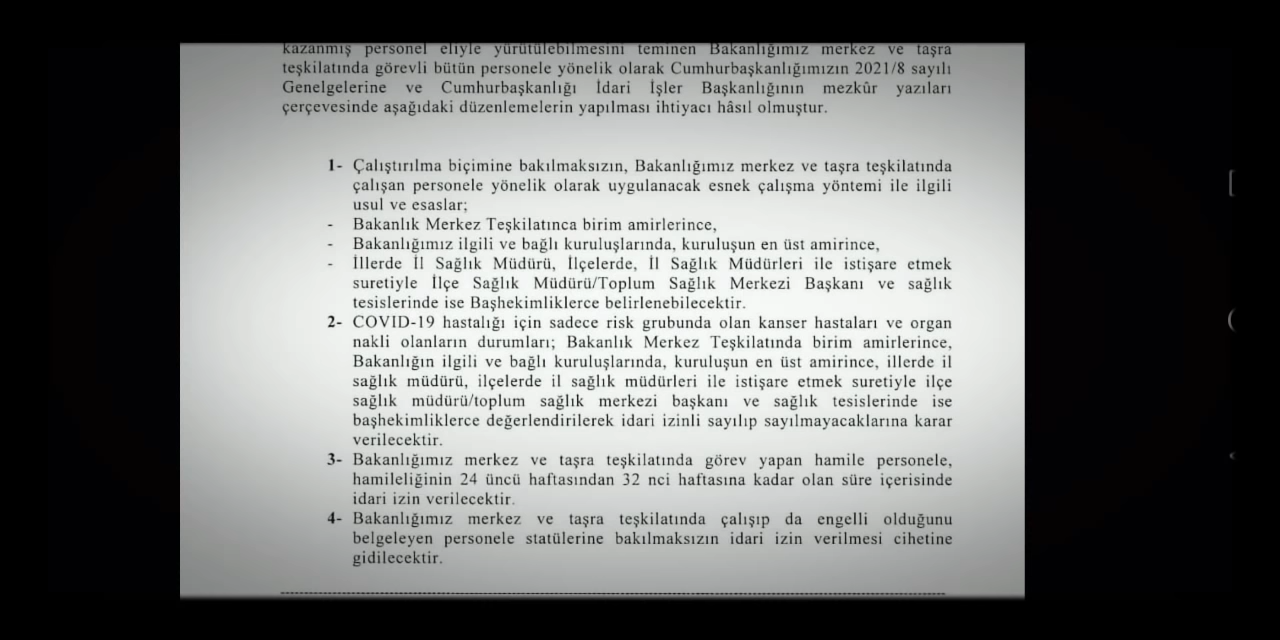 kazanmış personel eliyle yürütülebilmesini teminen Bakanlığımız merkez ve taşra
teşkilatında görevli bütün personele yönelik olarak Cumhurbaşkanlığımızın 2021/8 sayılı
Genelgelerine ve Cumhurbaşkanlığı İdari İşler Başkanlığının mezkûr yazıları
çerçevesinde aşağıdaki düzenlemelerin yapılması ihtiyacı hâsıl olmuştur.
1- Çalıştırılma biçimine bakılmaksızın, Bakanlığımız merkez ve taşra teşkilatında
çalışan personele yönelik olarak uygulanacak esnek çalışma yöntemi ile ilgili
usul ve esaslar;
- Bakanlık Merkez Teşkilatınca birim amirlerince,
- Bakanlığımız ilgili ve bağlı kuruluşlarında, kuruluşun en üst amirince,
- İllerde İl Sağlık Müdürü, İlçelerde, İl Sağlık Müdürleri ile istişare etmek
suretiyle İlçe Sağlık Müdürü/Toplum Sağlık Merkezi Başkanı ve sağlık
tesislerinde ise Başhekimliklerce belirlenebilecektir.
2- COVID-19 hastalığı için sadece risk grubunda olan kanser hastaları ve organ
nakli olanların durumları; Bakanlık Merkez Teşkilatında birim amirlerince,
Bakanlığın ilgili ve bağlı kuruluşlarında, kuruluşun en üst amirince, illerde il
sağlık müdürü, ilçelerde il sağlık müdürleri ile istişare etmek suretiyle ilçe
sağlık müdürü/toplum sağlık merkezi başkanı ve sağlık tesislerinde ise
başhekimliklerce değerlendirilerek idari izinli sayılıp sayılmayacaklarına karar
verilecektir.
3- Bakanlığımız merkez ve taşra teşkilatında görev yapan hamile personele,
hamileliğinin 24 üncü haftasından 32 nci haftasına kadar olan süre içerisinde
idari izin verilecektir.
4- Bakanlığımız merkez ve taşra teşkilatında çalışıp da engelli olduğunu
belgeleyen personele statülerine bakılmaksızın idari izin verilmesi cihetine
gidilecektir.